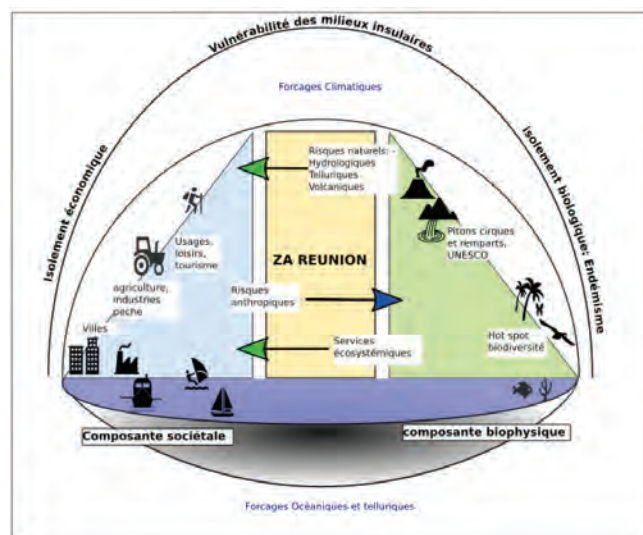 Vulnérabilité des milieux insulaires
Forcages Climatiques
Isolement économique
isolement biologique: Endémisme
Risques naturels: -
Hydrologiques
Telluriques
Volcaniques
Usages,
loisirs,
tourisme
Pitons cirques
et remparts,
UNESCO
ZA REUNION
agriculture,
industries
peche
Risques
anthropiques
Villes
Services
écosystémiques
Hot spot
biodiversité
Composante sociétale
composante biophysique
Forcages Océaniques et telluriques